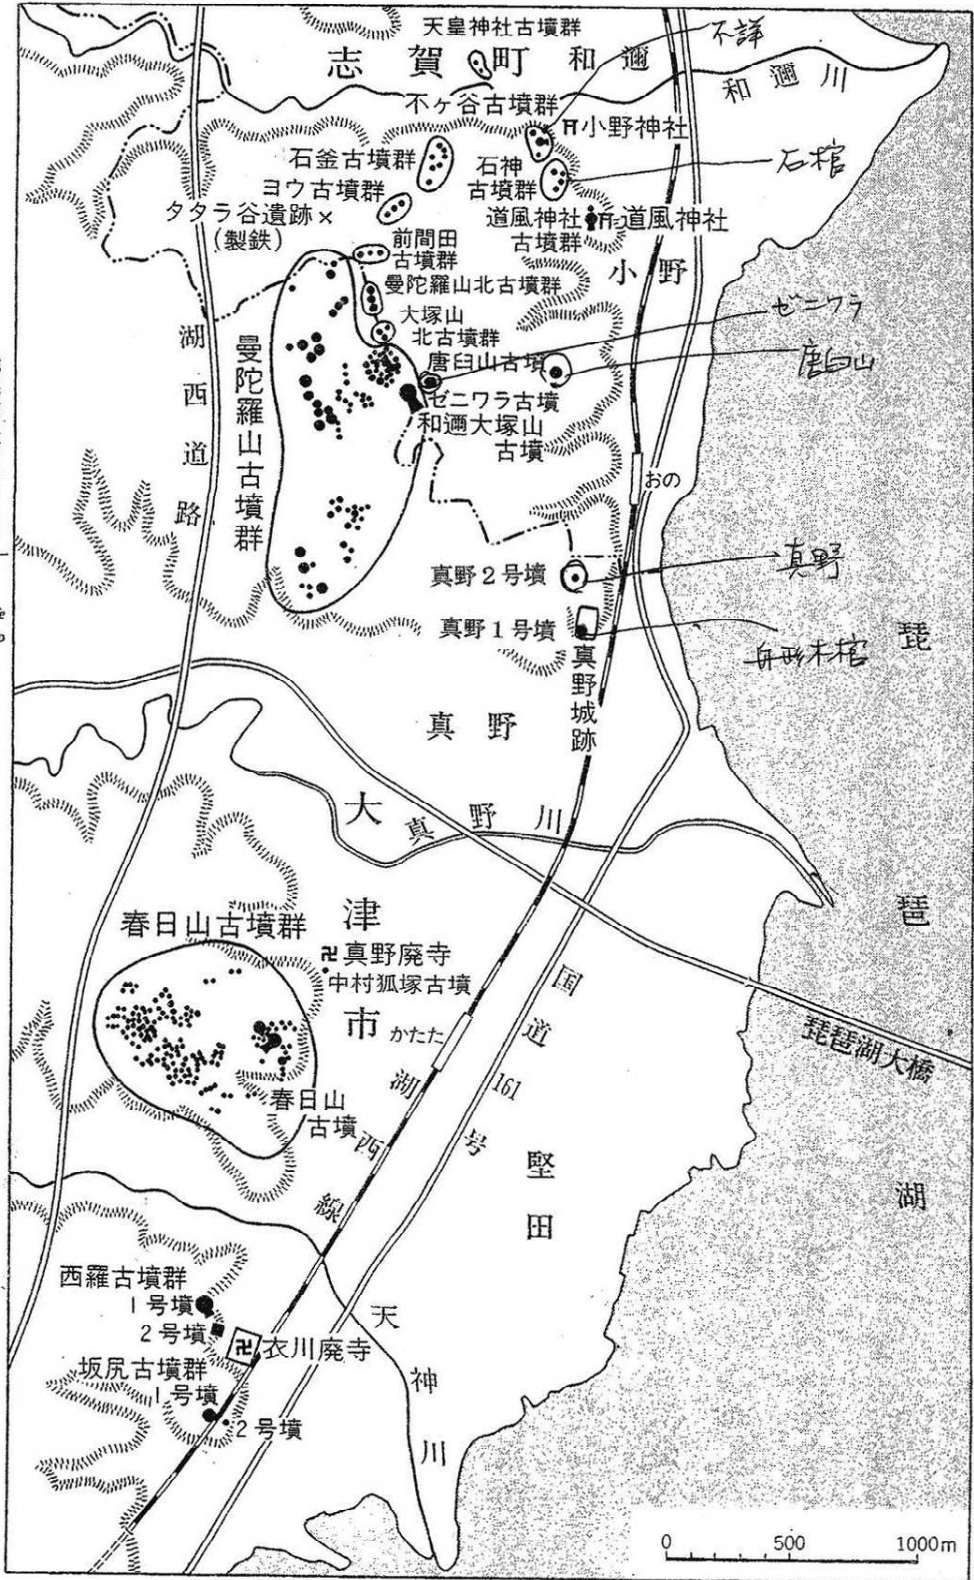 天皇神社古墳群
不詳
志賀町
和邇
和邇川
不ヶ谷古墳群
小野神社
石釜古墳群
石神
古墳群
石棺
ヨウ古墳群
タタラ谷遺跡×
(製鉄)
道風神社
古墳群
道風神社
前間田
古墳群
小野
曼陀羅山北古墳群
ゼニワラ
大塚山
北古墳群
湖西道路
曼陀羅山古墳群
唐臼山古墳
唐臼山
ゼニワラ古墳
和邇大塚山
古墳
おの
真野2号墳
真野
真野1号墳
舟形木棺
真野城跡
真野
大津市
真野川
琵琶湖
春日山古墳群
卍真野廃寺
中村狐塚古墳
かたた
国道161号
琵琶湖大橋
春日山
古墳
湖西線
堅田
西羅古墳群
1号墳
2号墳
卍衣川廃寺
坂尻古墳群
1号墳
2号墳
天神川
0 500 1000m